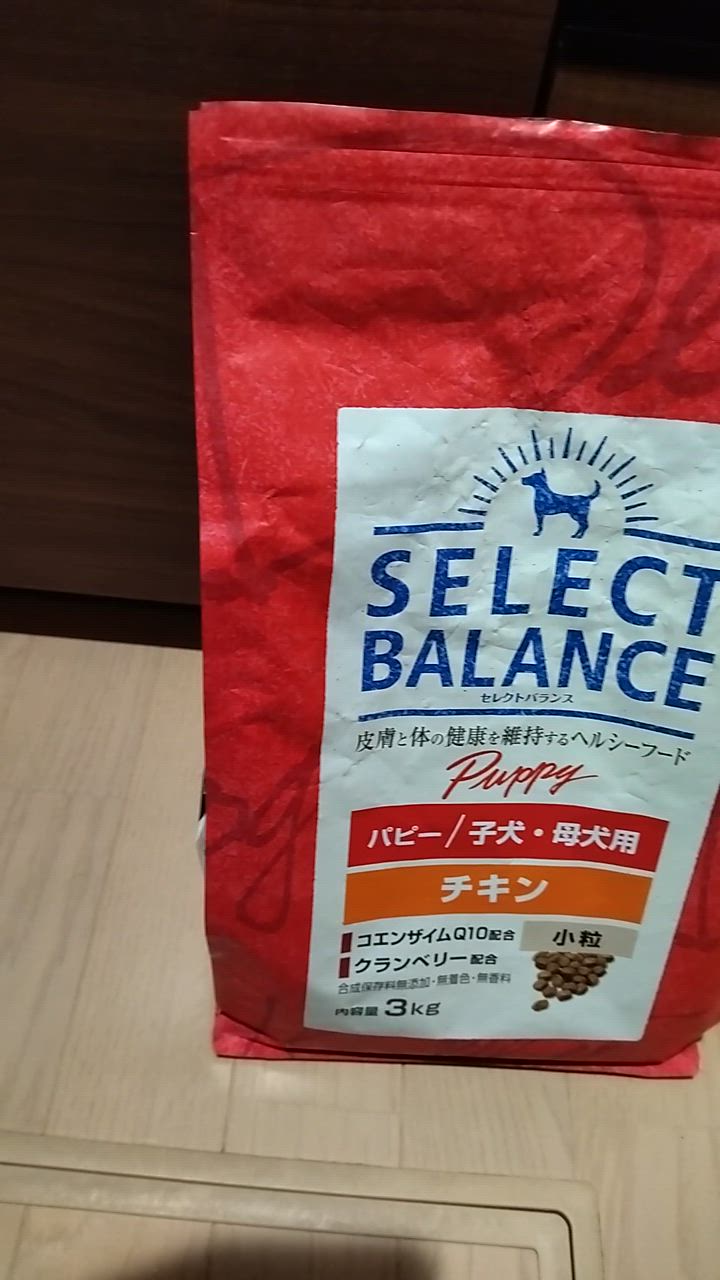 SELECT
BALANCE
セレクトバランス
皮膚と体の健康を維持するヘルシーフード
Puppy
パピー/子犬・母犬用
チキン
コエンザイムQ10配合
クランベリー配合
小粒
合成保存料無添加・無着色・無香料
内容量 3kg